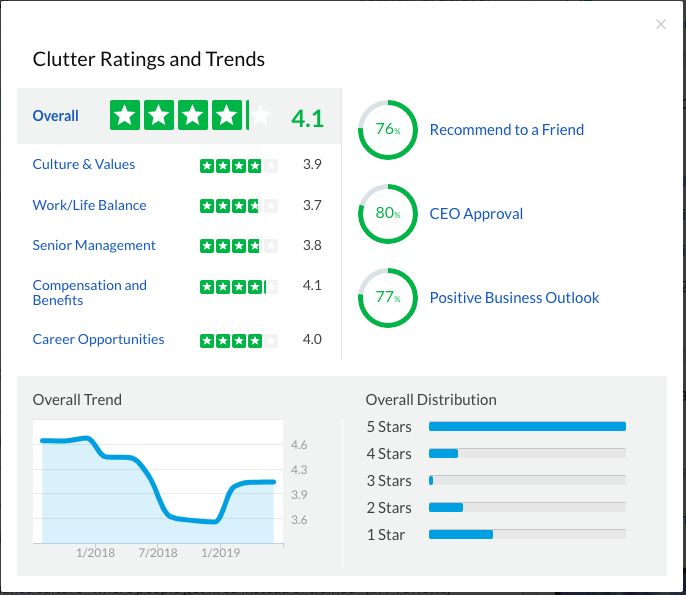 Clutter Ratings and Trends
Overall 4.1
Culture & Values 3.9
Work/Life Balance 3.7
Senior Management 3.8
Compensation and
Benefits 4.1
Career Opportunities 4.0
76% Recommend to a Friend
80% CEO Approval
77% Positive Business Outlook
Overall Trend
4.6
4.3
3.9
3.6
1/2018 7/2018 1/2019
Overall Distribution
5 Stars
4 Stars
3 Stars
2 Stars
1 Star